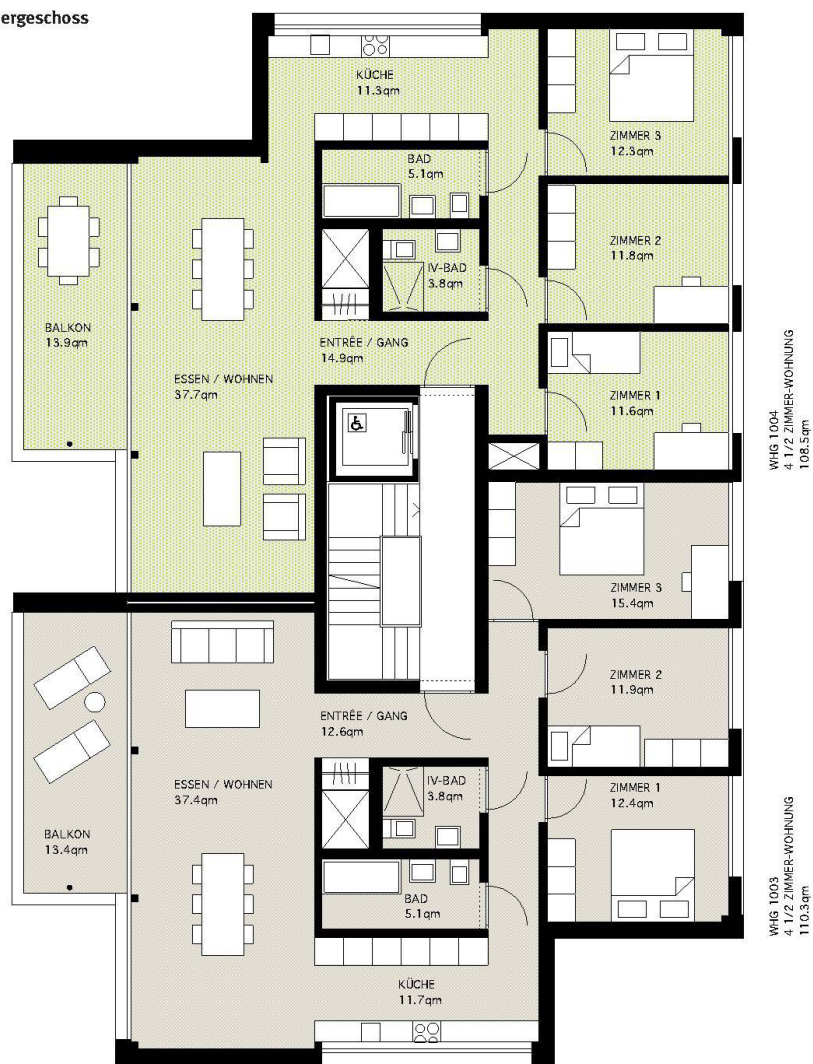 ergeschoss
KÜCHE
11.3qm
ZIMMER 3
12.3qm
BAD
5.1qm
ZIMMER 2
11.8qm
IV-BAD
3.8qm
BALKON
13.9qm
ENTRÊE / GANG
14.9qm
ESSEN / WOHNEN
37.7qm
ZIMMER 1
11.6qm
WHG 1004
4 1/2 ZIMMER-WOHNUNG
108.5qm
ZIMMER 3
15.4qm
ZIMMER 2
11.9qm
ENTRÊE / GANG
12.6qm
ESSEN / WOHNEN
37.4qm
IV-BAD
3.8qm
ZIMMER 1
12.4qm
BALKON
13.4qm
BAD
5.1qm
KÜCHE
11.7qm
WHG 1003
4 1/2 ZIMMER-WOHNUNG
110.3qm